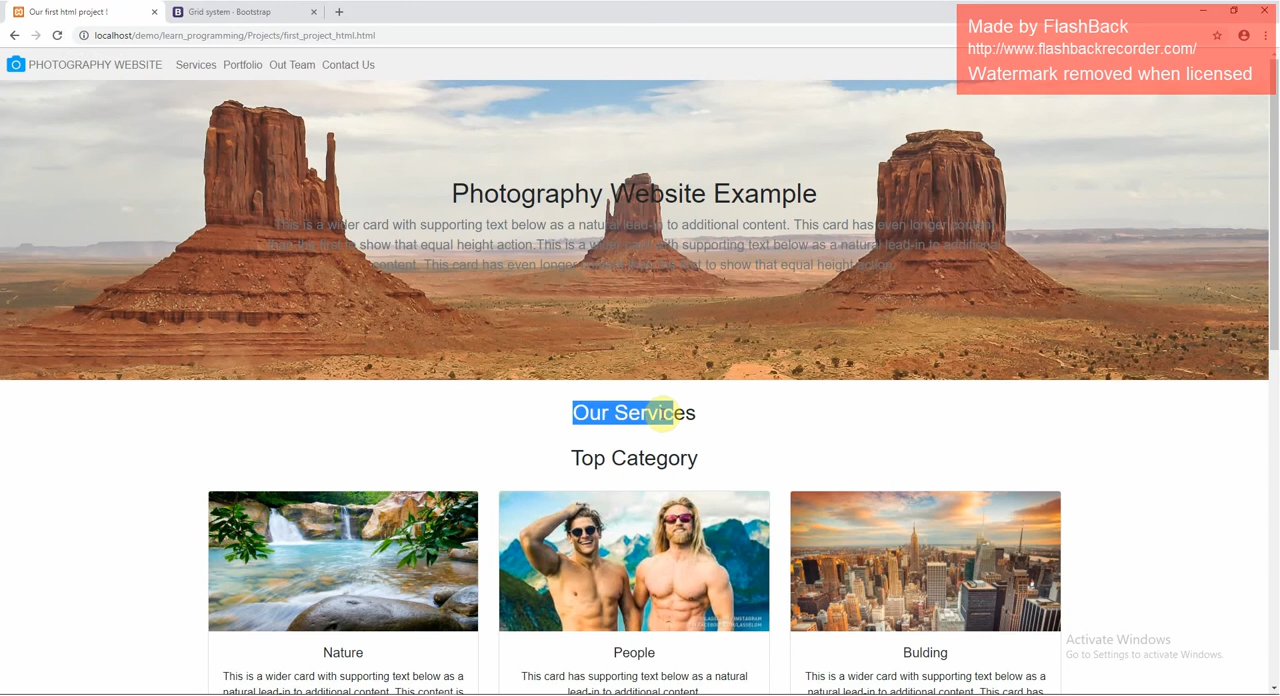 Our first html project !
Grid system · Bootstrap
Made by FlashBack
http://www.flashbackrecorder.com/
Watermark removed when licensed
localhost/demo/learn_programming/Projects/first_project_html.html
PHOTOGRAPHY WEBSITE Services Portfolio Out Team Contact Us
Photography Website Example
This is a wider card with supporting text below as a natural lead-in to additional content. This card has even longer content
than the first to show that equal height action.This is a wider card with supporting text below as a natural lead-in to additional
content. This card has even longer content than the first to show that equal height action.
Our Services
Top Category
Nature
People
Bulding
This is a wider card with supporting text below as a
natural lead-in to additional content. This content is
This card has supporting text below as a natural
lead-in to additional content.
This is a wider card with supporting text below as a
natural lead-in to additional content. This card has
Activate Windows
Go to Settings to activate Windows.